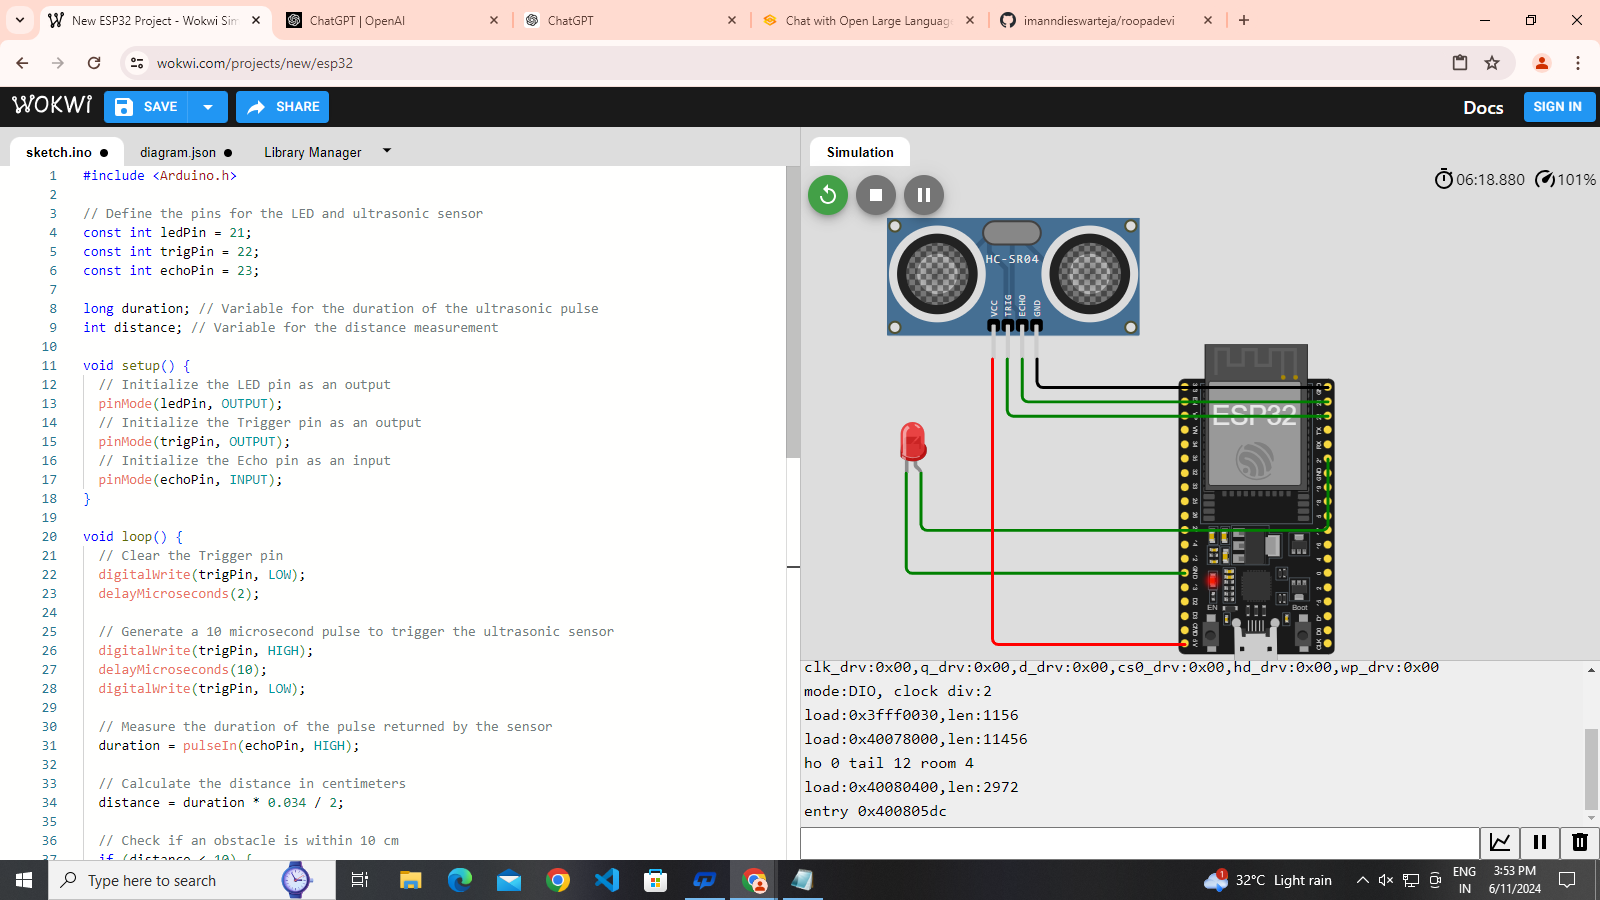 New ESP32 Project - Wokwi Sim
ChatGPT | OpenAI
ChatGPT
Chat with Open Large Language
imanndieswarteja/roopadevi
wokwi.com/projects/new/esp32
WOKWI
SAVE
SHARE
Docs
SIGN IN
sketch.ino
diagram.json
Library Manager
Simulation
06:18.880
101%
1 #include <Arduino.h>
2
3 // Define the pins for the LED and ultrasonic sensor
4 const int ledPin = 21;
5 const int trigPin = 22;
6 const int echoPin = 23;
7
8 long duration; // Variable for the duration of the ultrasonic pulse
9 int distance; // Variable for the distance measurement
10
11 void setup() {
12 // Initialize the LED pin as an output
13 pinMode(ledPin, OUTPUT);
14 // Initialize the Trigger pin as an output
15 pinMode(trigPin, OUTPUT);
16 // Initialize the Echo pin as an input
17 pinMode(echoPin, INPUT);
18 }
19
20 void loop() {
21 // Clear the Trigger pin
22 digitalWrite(trigPin, LOW);
23 delayMicroseconds(2);
24
25 // Generate a 10 microsecond pulse to trigger the ultrasonic sensor
26 digitalWrite(trigPin, HIGH);
27 delayMicroseconds(10);
28 digitalWrite(trigPin, LOW);
29
30 // Measure the duration of the pulse returned by the sensor
31 duration = pulseIn(echoPin, HIGH);
32
33 // Calculate the distance in centimeters
34 distance = duration * 0.034 / 2;
35
36 // Check if an obstacle is within 10 cm
37 if (distance < 10) {
HC-SR04
VCC
TRIG
ECHO
GND
ESP32
EN
Boot
clk_drv:0x00,q_drv:0x00,d_drv:0x00,cs0_drv:0x00,hd_drv:0x00,wp_drv:0x00
mode:DIO, clock div:2
load:0x3fff0030,len:1156
load:0x40078000,len:11456
ho 0 tail 12 room 4
load:0x40080400,len:2972
entry 0x400805dc
Type here to search
1
32°C Light rain
ENG
IN
3:53 PM
6/11/2024